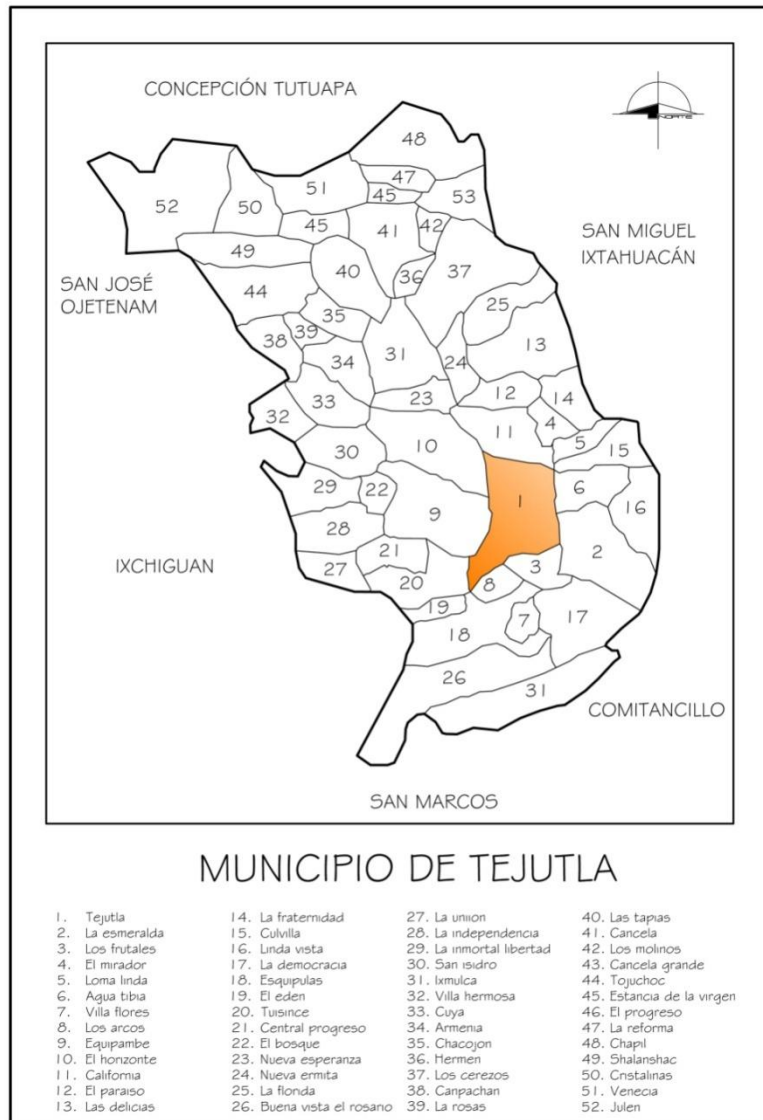 CONCEPCIÓN TUTUAPA
NORTE
48
47
51
45
53
52
50
45
41
42
SAN MIGUEL
IXTAHUACÁN
49
40
36
37
SAN JOSÉ
OJETENAM
44
25
35
39
38
31
13
34
24
12
14
33
23
32
11
4
5
15
10
30
6
29
22
1
16
9
28
21
2
IXCHIGUAN
27
3
20
8
19
7
17
18
26
31
COMITANCILLO
SAN MARCOS
MUNICIPIO DE TEJUTLA
1. Tejutla
2. La esmeralda
3. Los frutales
4. El mirador
5. Loma linda
6. Agua tibia
7. Villa flores
8. Los arcos
9. Equipambe
10. El horizonte
11. California
12. El paraiso
13. Las delicias
14. La fraternidad
15. Culvilla
16. Linda vista
17. La democracia
18. Esquipulas
19. El eden
20. Tuisince
21. Central progreso
22. El bosque
23. Nueva esperanza
24. Nueva ermita
25. La florida
26. Buena vista el rosario
27. La union
28. La independencia
29. La inmortal libertad
30. San isidro
31. Ixmulca
32. Villa hermosa
33. Cuya
34. Armenia
35. Chacojon
36. Hermen
37. Los cerezos
38. Canpachan
39. La rosas
40. Las tapias
41. Cancela
42. Los molinos
43. Cancela grande
44. Tojuchoc
45. Estancia de la virgen
46. El progreso
47. La reforma
48. Chapil
49. Shalanshac
50. Cristalinas
51. Venecia
52. Julen